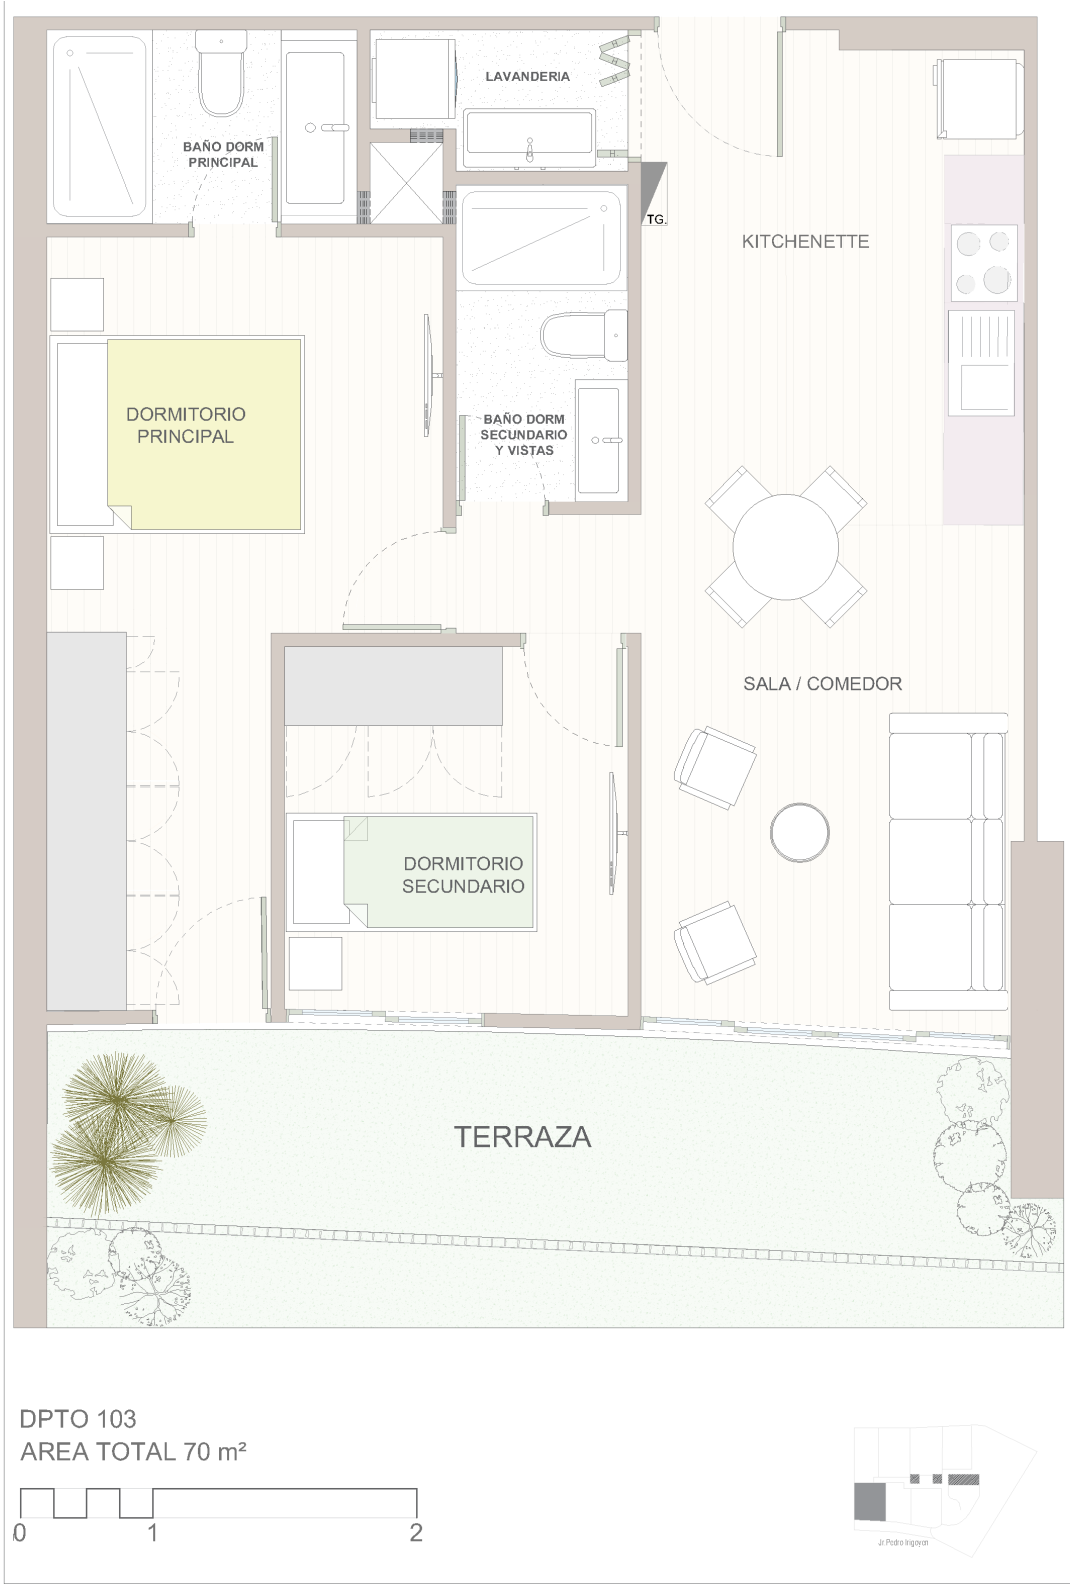 LAVANDERIA
BAÑO DORM
PRINCIPAL
TG.
KITCHENETTE
DORMITORIO
PRINCIPAL
BAÑO DORM
SECUNDARIO
Y VISTAS
SALA / COMEDOR
DORMITORIO
SECUNDARIO
TERRAZA
DPTO 103
AREA TOTAL 70 m²
0 1 2
Jr. Pedro Irigoyen